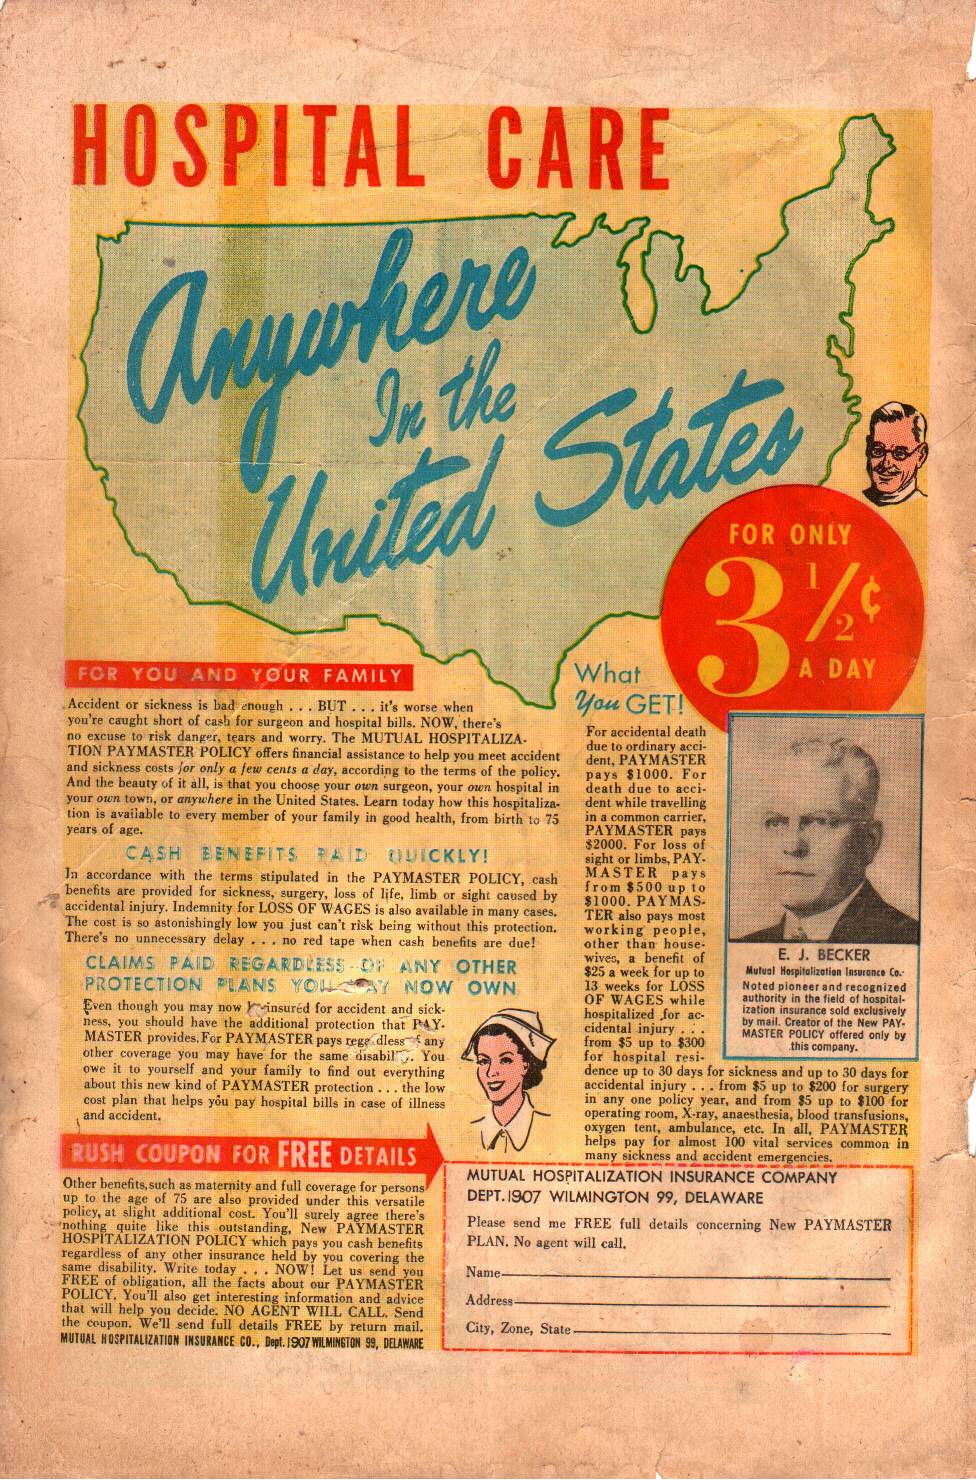 HOSPITAL CARE
Anywhere
In the
United States
FOR ONLY
3 1/2¢
A DAY
FOR YOU AND YOUR FAMILY
Accident or sickness is bad enough . . . BUT . . . it's worse when
you're caught short of cash for surgeon and hospital bills. NOW, there's
no excuse to risk danger, tears and worry. The MUTUAL HOSPITALIZA-
TION PAYMASTER POLICY offers financial assistance to help you meet accident
and sickness costs for only a few cents a day, according to the terms of the policy.
And the beauty of it all, is that you choose your own surgeon, your own hospital in
your own town, or anywhere in the United States. Learn today how this hospitaliza-
tion is available to every member of your family in good health, from birth to 75
years of age.
CASH BENEFITS PAID QUICKLY!
In accordance with the terms stipulated in the PAYMASTER POLICY, cash
benefits are provided for sickness, surgery, loss of life, limb or sight caused by
accidental injury. Indemnity for LOSS OF WAGES is also available in many cases.
The cost is so astonishingly low you just can't risk being without this protection.
There's no unnecessary delay . . . no red tape when cash benefits are due!
CLAIMS PAID REGARDLESS OF ANY OTHER
PROTECTION PLANS YOU MAY NOW OWN
Even though you may now be insured for accident and sick-
ness, you should have the additional protection that PAY-
MASTER provides. For PAYMASTER pays regardless of any
other coverage you may have for the same disability. You
owe it to yourself and your family to find out everything
about this new kind of PAYMASTER protection . . . the low
cost plan that helps you pay hospital bills in case of illness
and accident.
RUSH COUPON FOR FREE DETAILS
Other benefits, such as maternity and full coverage for persons
up to the age of 75 are also provided under this versatile
policy, at slight additional cost. You'll surely agree there's
nothing quite like this outstanding, New PAYMASTER
HOSPITALIZATION POLICY which pays you cash benefits
regardless of any other insurance held by you covering the
same disability. Write today . . . NOW! Let us send you
FREE of obligation, all the facts about our PAYMASTER
POLICY. You'll also get interesting information and advice
that will help you decide. NO AGENT WILL CALL. Send
the coupon. We'll send full details FREE by return mail.
MUTUAL HOSPITALIZATION INSURANCE CO., Dept. 1907 WILMINGTON 99, DELAWARE
What
You GET!
For accidental death
due to ordinary acci-
dent, PAYMASTER
pays $1000. For
death due to acci-
dent while travelling
in a common carrier,
PAYMASTER pays
$2000. For loss of
sight or limbs, PAY-
MASTER pays
from $500 up to
$1000. PAYMAS-
TER also pays most
working people,
other than house-
wives, a benefit of
$25 a week for up to
13 weeks for LOSS
OF WAGES while
hospitalized for ac-
cidental injury . . .
from $5 up to $300
for hospital resi-
dence up to 30 days for sickness and up to 30 days for
accidental injury . . . from $5 up to $200 for surgery
in any one policy year, and from $5 up to $100 for
operating room, X-ray, anaesthesia, blood transfusions,
oxygen tent, ambulance, etc. In all, PAYMASTER
helps pay for almost 100 vital services common in
many sickness and accident emergencies.
E. J. BECKER
Mutual Hospitalization Insurance Co.
Noted pioneer and recognized
authority in the field of hospital-
ization insurance sold exclusively
by mail. Creator of the New PAY-
MASTER POLICY offered only by
this company.
MUTUAL HOSPITALIZATION INSURANCE COMPANY
DEPT. 1907 WILMINGTON 99, DELAWARE
Please send me FREE full details concerning New PAYMASTER
PLAN. No agent will call.
Name
Address
City, Zone, State